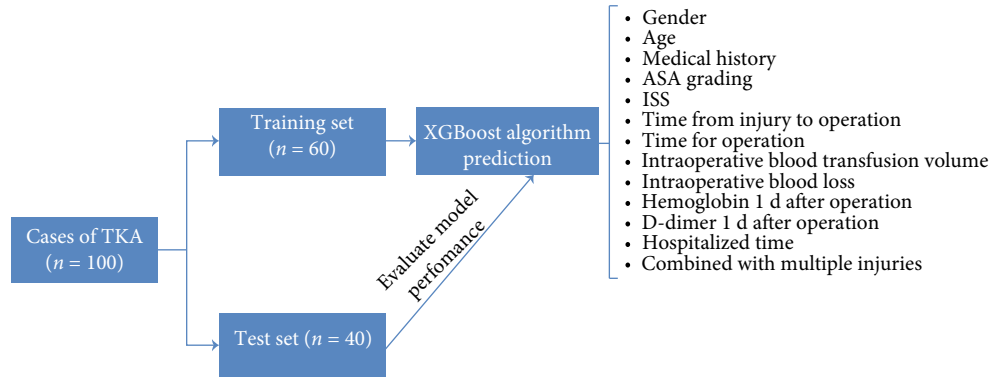 Cases of TKA
(n = 100)
Training set
(n = 60)
Test set (n = 40)
Evaluate model
perfomance
XGBoost algorithm
prediction
• Gender
• Age
• Medical history
• ASA grading
• ISS
• Time from injury to operation
• Time for operation
• Intraoperative blood transfusion volume
• Intraoperative blood loss
• Hemoglobin 1 d after operation
• D-dimer 1 d after operation
• Hospitalized time
• Combined with multiple injuries